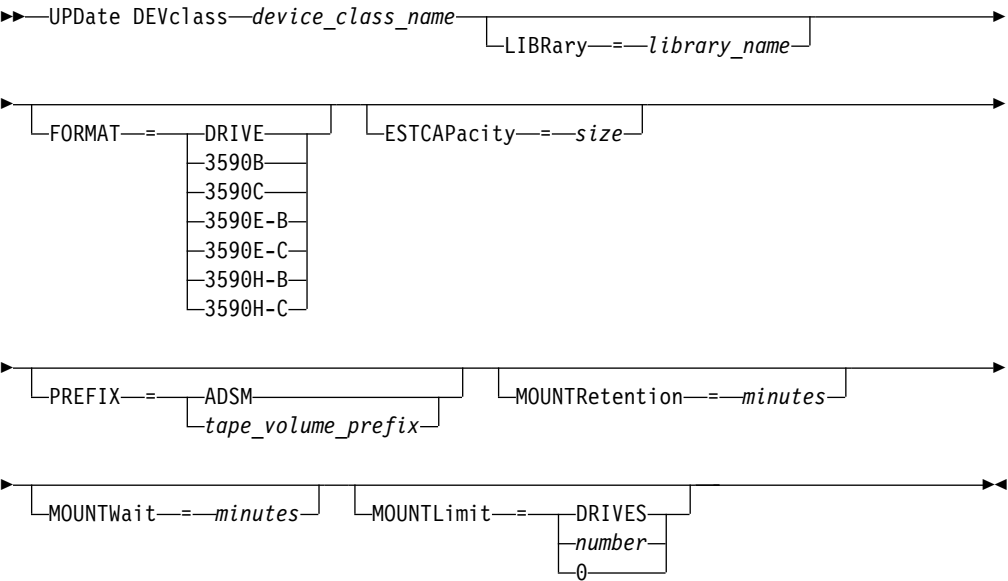 UPDate DEVclass device_class_name
LIBRary = library_name
FORMAT = DRIVE
3590B
3590C
3590E-B
3590E-C
3590H-B
3590H-C
ESTCAPacity = size
PREFIX = ADSM
tape_volume_prefix
MOUNTRetention = minutes
MOUNTWait = minutes
MOUNTLimit = DRIVES
number
0